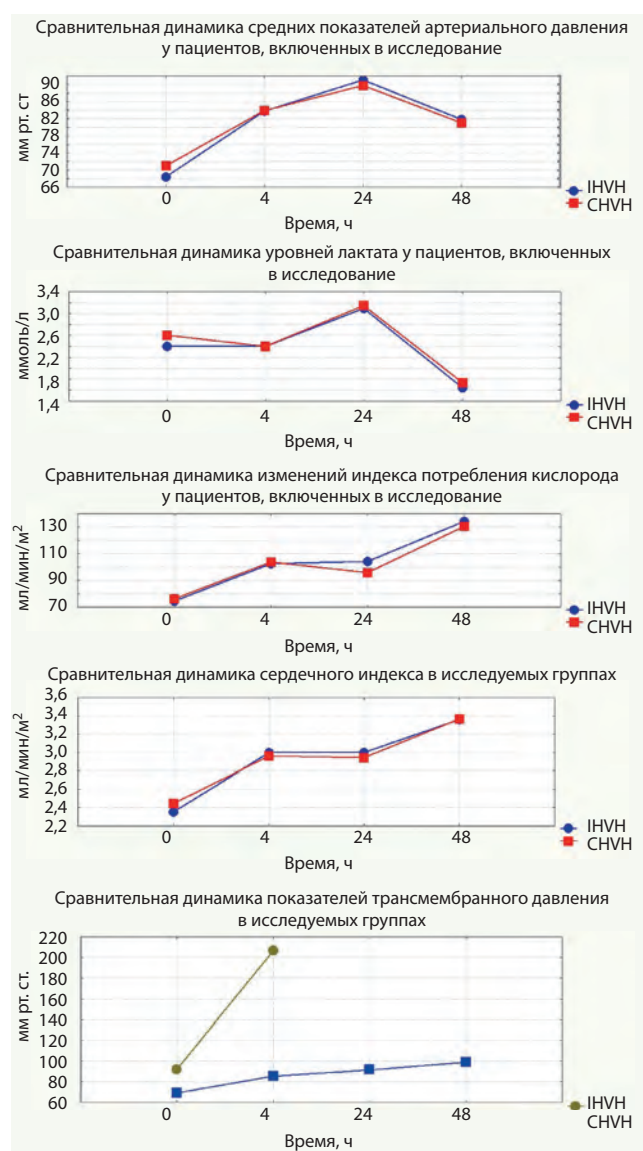 Сравнительная динамика средних показателей артериального давления
у пациентов, включенных в исследование
мм рт. ст
90
86
82
78
74
70
66
0 4 24 48
Время, ч
IHVH
CHVH
Сравнительная динамика уровней лактата у пациентов, включенных
в исследование
ммоль/л
3,4
3,0
2,6
2,2
1,8
1,4
0 4 24 48
Время, ч
IHVH
CHVH
Сравнительная динамика изменений индекса потребления кислорода
у пациентов, включенных в исследование
мл/мин/м²
130
110
90
70
0 4 24 48
Время, ч
IHVH
CHVH
Сравнительная динамика сердечного индекса в исследуемых группах
мл/мин/м²
3,6
3,4
3,2
3,0
2,8
2,6
2,4
2,2
0 4 24 48
Время, ч
IHVH
CHVH
Сравнительная динамика показателей трансмембранного давления
в исследуемых группах
мм рт. ст.
220
200
180
160
140
120
100
80
60
0 4 24 48
Время, ч
IHVH
CHVH